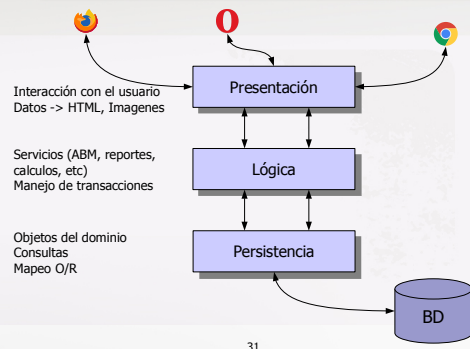 Presentación
Interacción con el usuario
Datos -> HTML, Imagenes
Servicios (ABM, reportes,
calculos, etc)
Manejo de transacciones
Lógica
Objetos del dominio
Consultas
Mapeo O/R
Persistencia
BD
31